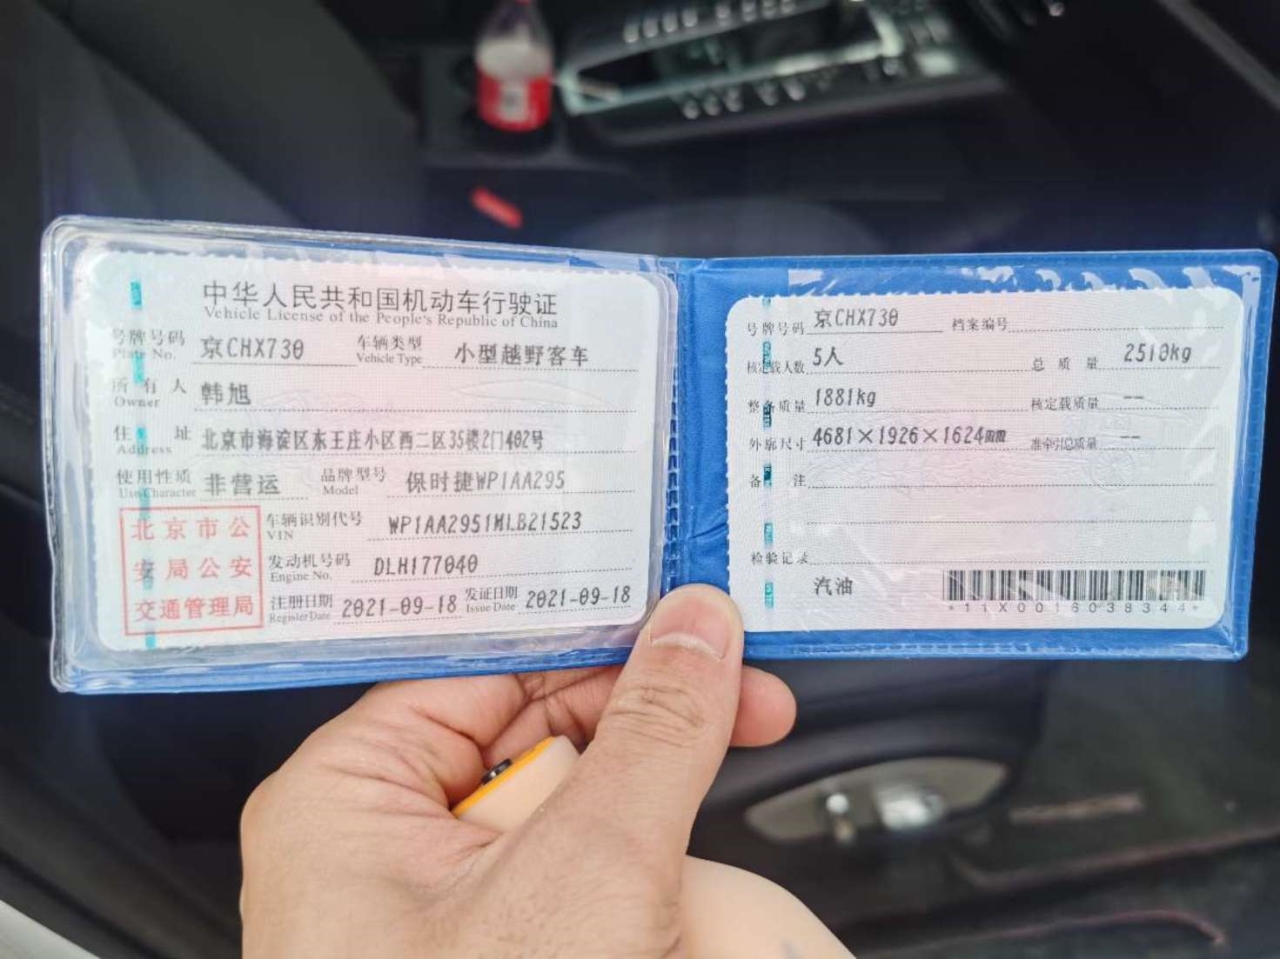 中华人民共和国机动车行驶证
Vehicle License of the People's Republic of China
号牌号码 京CHX730 车辆类型 小型越野客车
Plate No. Vehicle Type
所有人 韩旭
Owner
住址 北京市海淀区东王庄小区西二区35楼2门402号
Address
使用性质 非营运 品牌型号 保时捷WP1AA295
Use Character Model
北京市公
安局公安
交通管理局
车辆识别代号 WP1AA2951MLB21523
VIN
发动机号码 DLH177040
Engine No.
注册日期 2021-09-18 发证日期 2021-09-18
Register Date Issue Date
号牌号码 京CHX730 档案编号
核定载人数 5人 总质量 2510kg
整备质量 1881kg 核定载质量 --
外廓尺寸 4681×1926×1624mm 准牵引总质量 --
备注
检验记录
汽油
*11X0016038344*